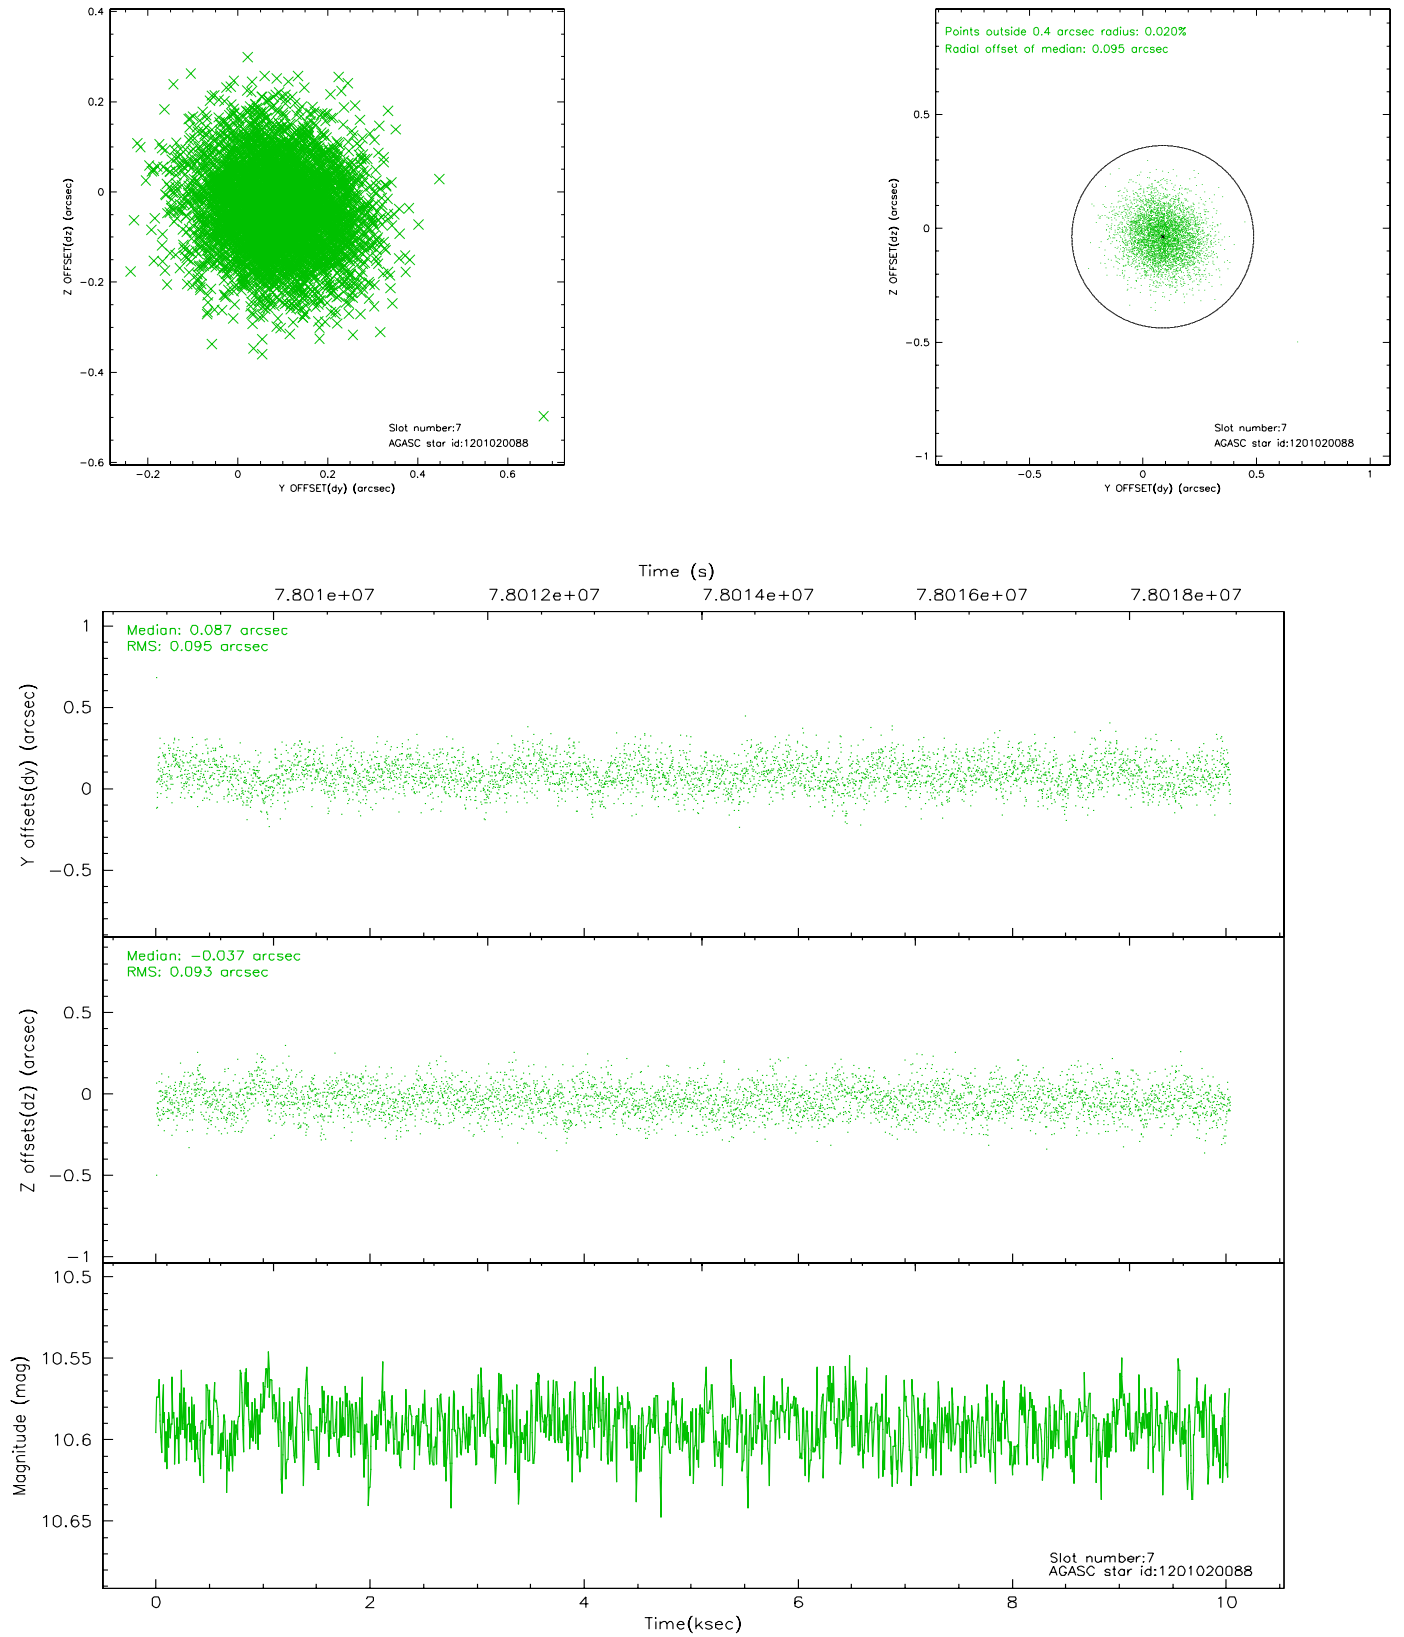 0.4
0.2
0
−0.2
−0.4
−0.6
Z OFFSET(dz) (arcsec)
−0.2 0 0.2 0.4 0.6
Y OFFSET(dy) (arcsec)
Slot number:7
AGASC star id:1201020088
Points outside 0.4 arcsec radius: 0.020%
Radial offset of median: 0.095 arcsec
0.5
0
−0.5
−1
Z OFFSET(dz) (arcsec)
−0.5 0 0.5 1
Y OFFSET(dy) (arcsec)
Slot number:7
AGASC star id:1201020088
Time (s)
7.801e+07 7.8012e+07 7.8014e+07 7.8016e+07 7.8018e+07
Median: 0.087 arcsec
RMS: 0.095 arcsec
1
0.5
0
−0.5
Y offsets(dy) (arcsec)
Median: −0.037 arcsec
RMS: 0.093 arcsec
0.5
0
−0.5
−1
Z offsets(dz) (arcsec)
10.5
10.55
10.6
10.65
Magnitude (mag)
Slot number:7
AGASC star id:1201020088
0 2 4 6 8 10
Time(ksec)